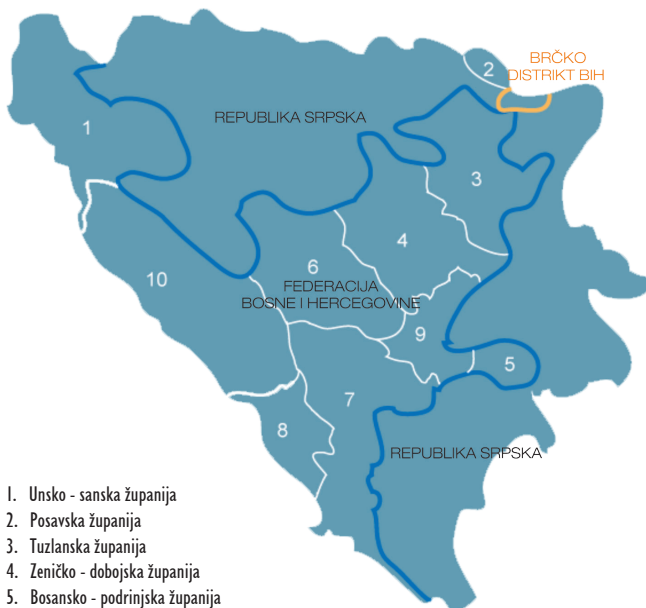 BRČKO
DISTRIKT BIH
2
REPUBLIKA SRPSKA
1
3
4
10
6
FEDERACIJA
BOSNE I HERCEGOVINE
9
5
7
8
REPUBLIKA SRPSKA
1. Unsko - sanska županija
2. Posavska županija
3. Tuzlanska županija
4. Zeničko - dobojska županija
5. Bosansko - podrinjska županija